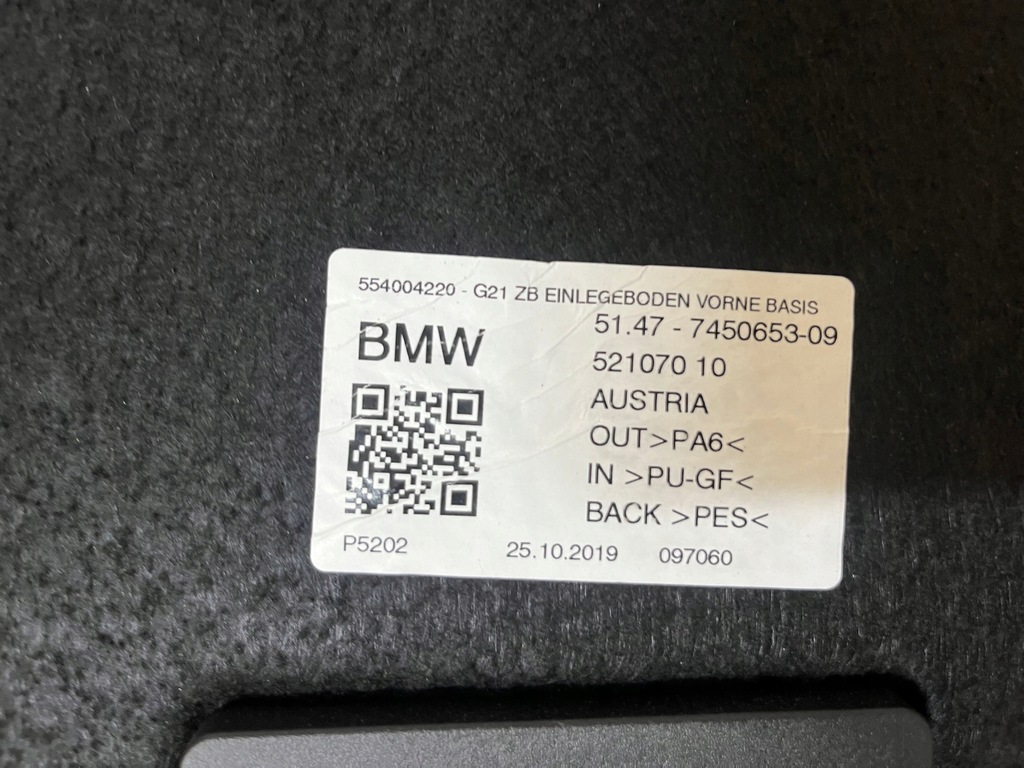 554004220 - G21 ZB EINLEGEBODEN VORNE BASIS
BMW
51.47 - 7450653-09
521070 10
AUSTRIA
OUT>PA6<
IN >PU-GF<
BACK >PES<
P5202 25.10.2019 097060